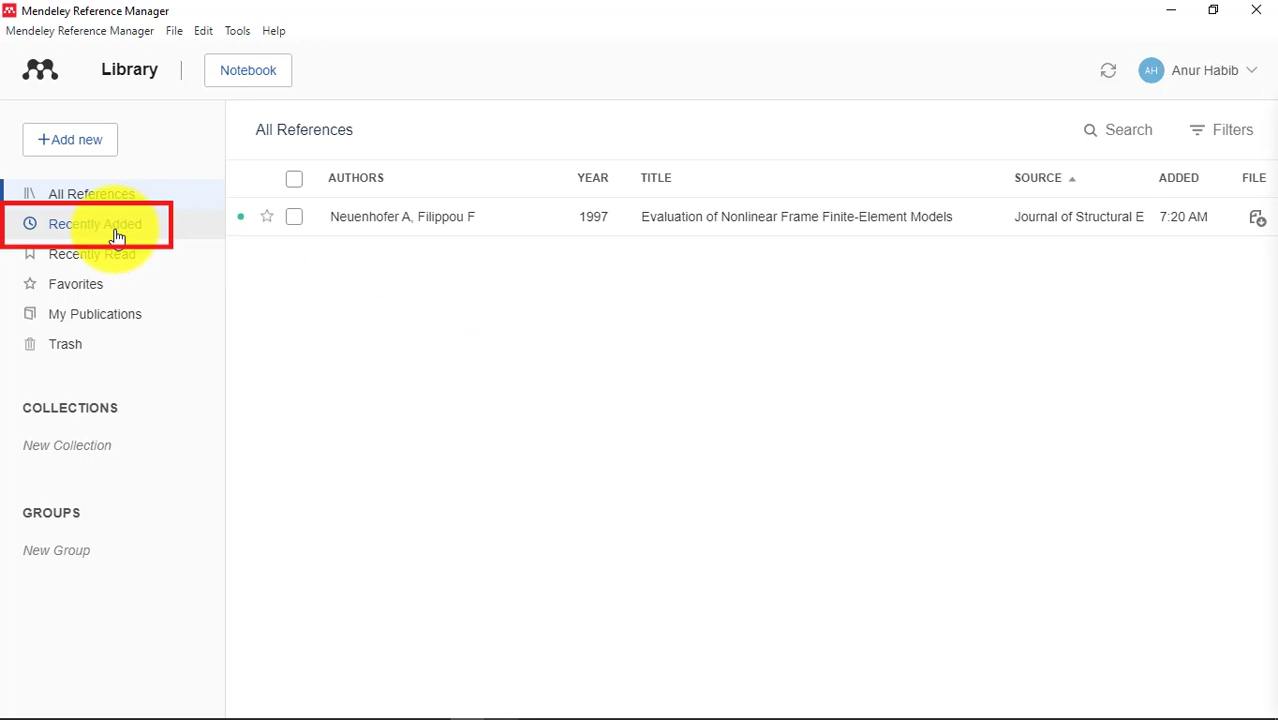 Mendeley Reference Manager
Mendeley Reference Manager File Edit Tools Help
Library Notebook AH Anur Habib
+Add new
All References
Recently Added
Recently Read
Favorites
My Publications
Trash
COLLECTIONS
New Collection
GROUPS
New Group
All References Search Filters
AUTHORS YEAR TITLE SOURCE ADDED FILE
Neuenhofer A, Filippou F 1997 Evaluation of Nonlinear Frame Finite-Element Models Journal of Structural E 7:20 AM